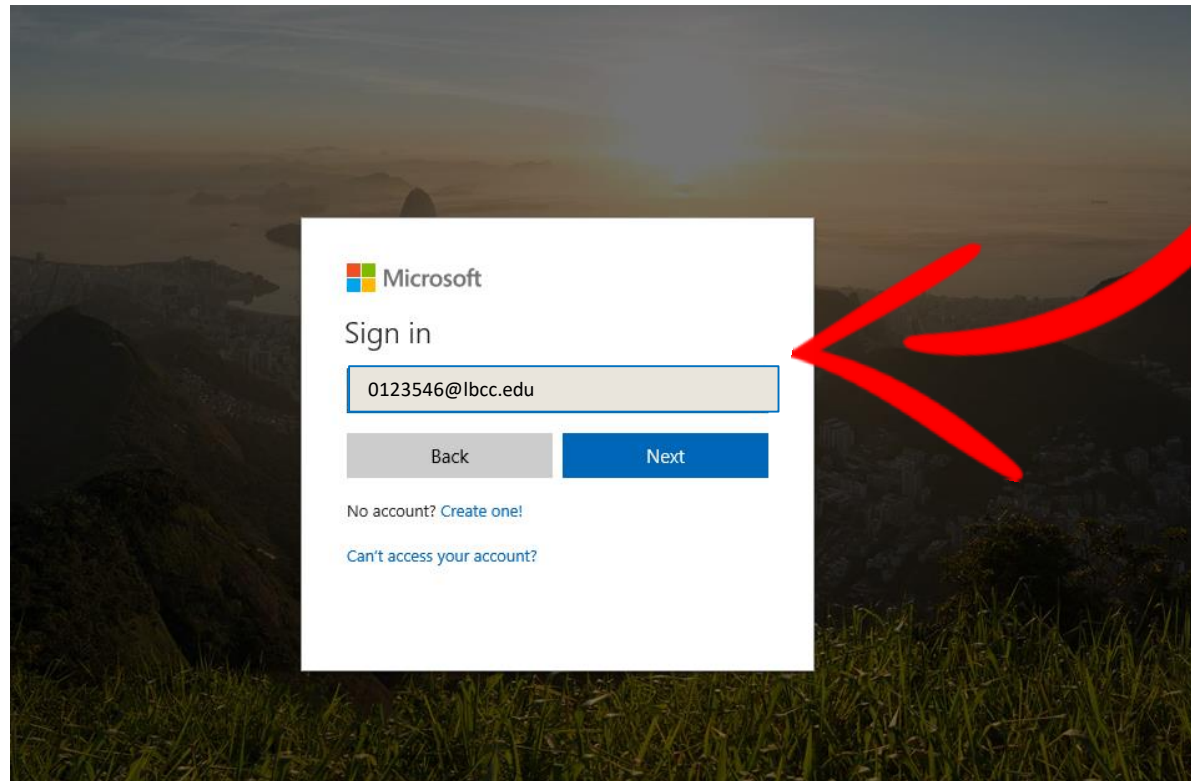 Microsoft
Sign in
0123546@lbcc.edu
Back Next
No account? Create one!
Can't access your account?